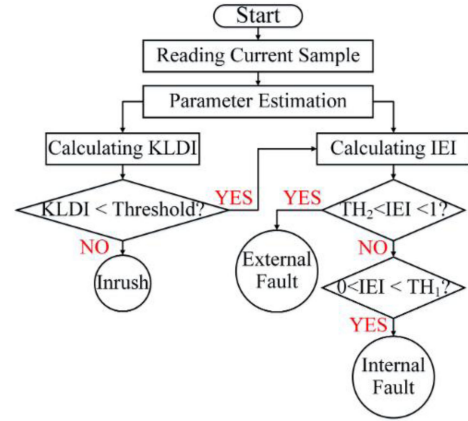 Start
Reading Current Sample
Parameter Estimation
Calculating KLDI
Calculating IEI
KLDI < Threshold?
YES
YES
TH₂<IEI <1?
NO
Inrush
External
Fault
NO
0<IEI < TH₁?
YES
Internal
Fault